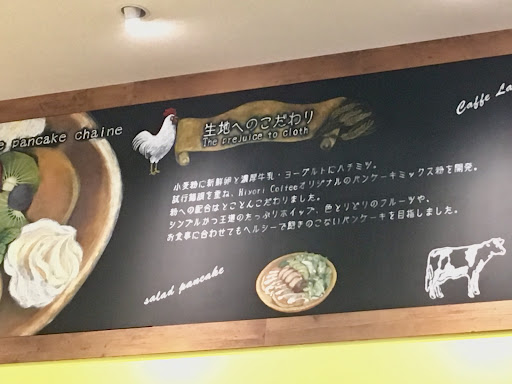 e pancake chaine
生地へのこだわり
The prejuice to cloth
Caffe La
小麦粉に新鮮卵と濃厚牛乳・ヨーグルトにハチミツ。
試行錯誤を重ね、Hiyori Coffeeオリジナルのパンケーキミックス粉を開発。
粉への配合はとことんこだわりました。
シンプルかつ王道のたっぷりホイップ、色とりどりのフルーツや、
お食事に合わせてもヘルシーで飽きのこないパンケーキを目指しました。
salad pancake